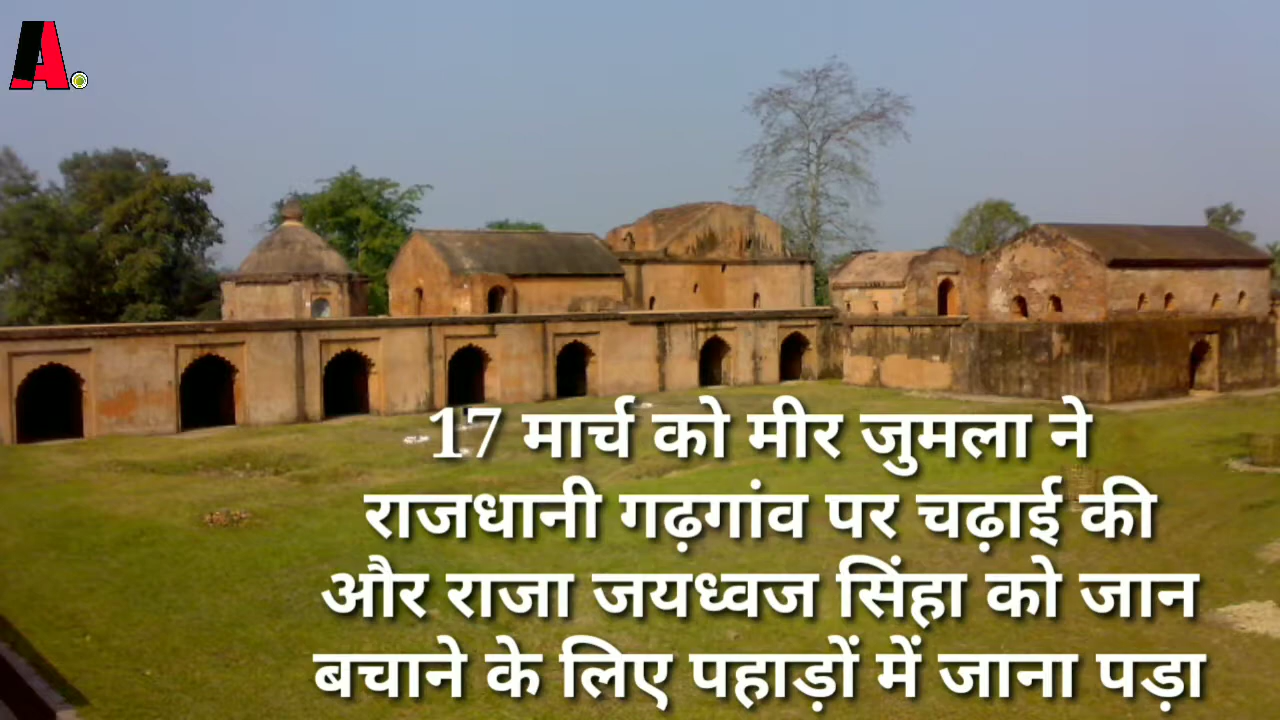 A.
17 मार्च को मीर जुमला ने
राजधानी गढ़गांव पर चढ़ाई की
और राजा जयध्वज सिंहा को जान
बचाने के लिए पहाड़ों में जाना पड़ा